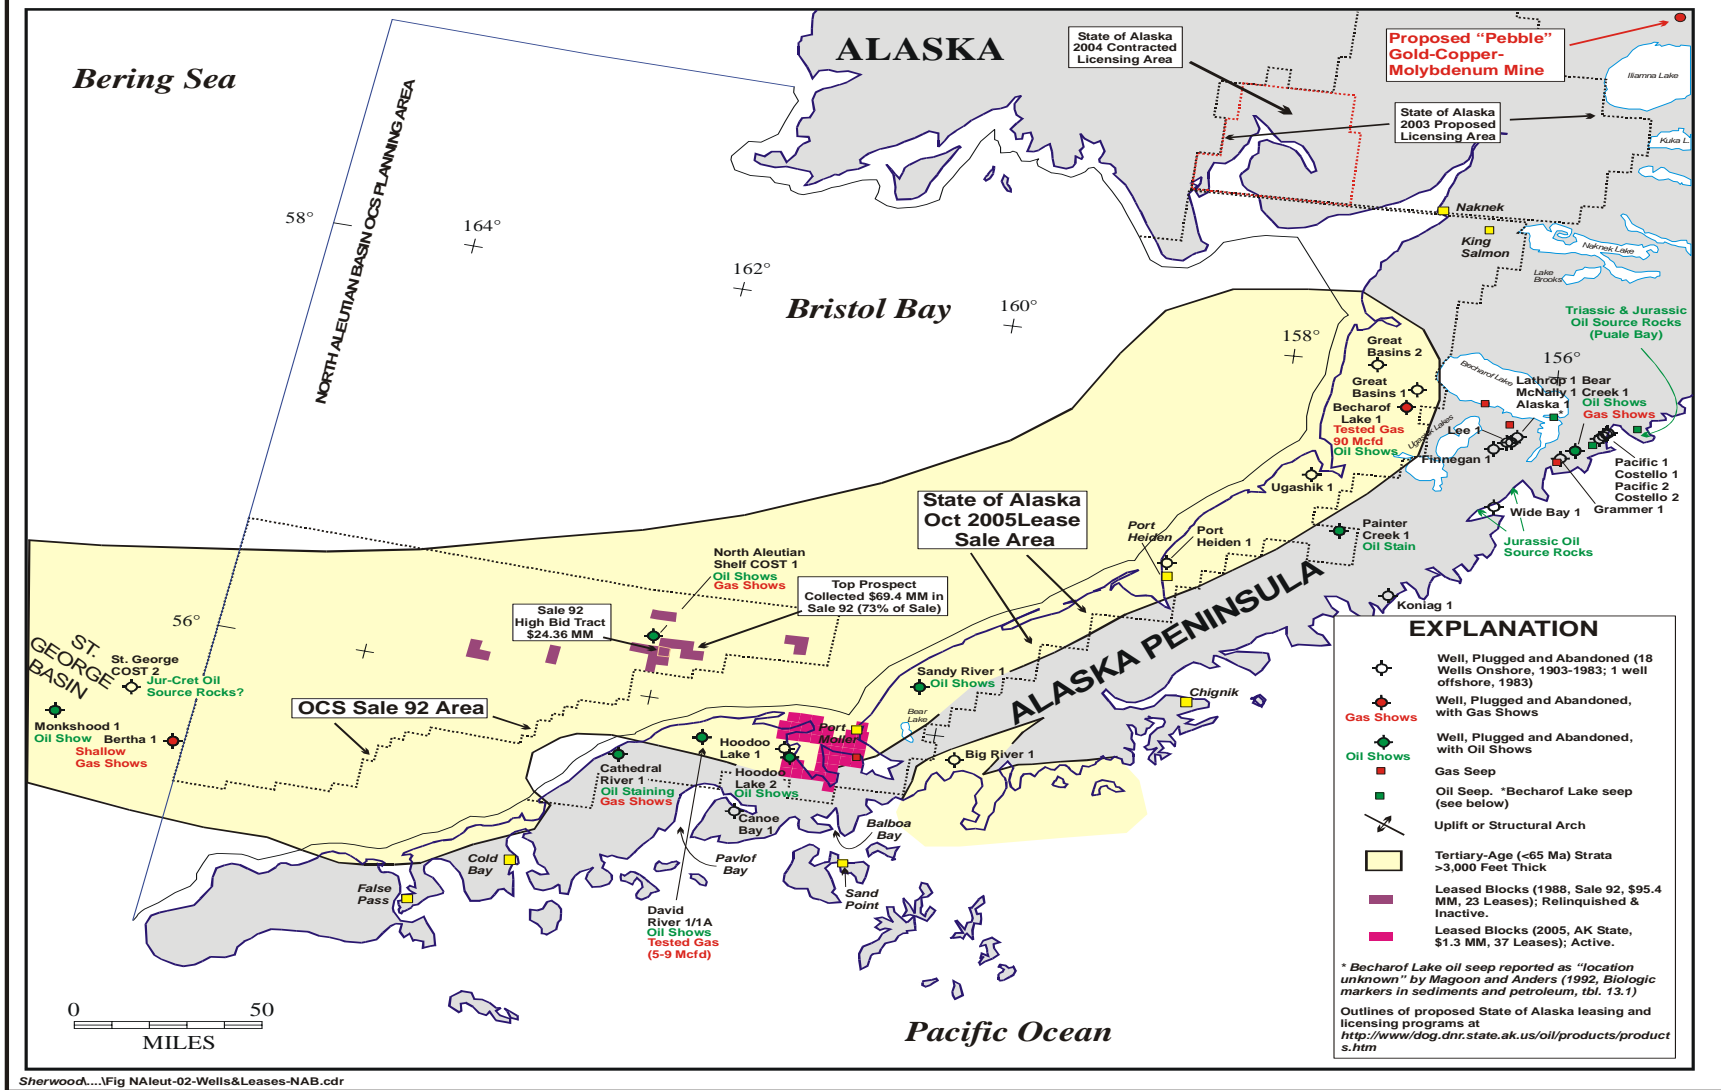 Bering Sea
ALASKA
State of Alaska
2004 Contracted
Licensing Area
Proposed “Pebble”
Gold-Copper-
Molybdenum Mine
Iliamna Lake
State of Alaska
2003 Proposed
Licensing Area
Kuka L.
NORTH ALEUTIAN BASIN OCS PLANNING AREA
58°
164°
162°
160°
158°
156°
56°
Bristol Bay
Naknek
King
Salmon
Naknek Lake
Lake
Brooks
Triassic & Jurassic
Oil Source Rocks
(Puale Bay)
Great
Basins 2
Great
Basins 1
Becharof
Lake 1
Tested Gas
90 Mcfd
Oil Shows
Becharof Lake
Ugashik Lakes
Lathrop 1
McNally 1
Alaska 1
Bear
Creek 1
Oil Shows
Gas Shows
*
Lee 1
Finnegan 1
Pacific 1
Costello 1
Pacific 2
Costello 2
Grammer 1
Ugashik 1
Wide Bay 1
Jurassic Oil
Source Rocks
Painter
Creek 1
Oil Stain
Koniag 1
State of Alaska
Oct 2005Lease
Sale Area
Port
Heiden
Port
Heiden 1
ALASKA PENINSULA
North Aleutian
Shelf COST 1
Oil Shows
Gas Shows
Top Prospect
Collected $69.4 MM in
Sale 92 (73% of Sale)
Sale 92
High Bid Tract
$24.36 MM
ST.
GEORGE
BASIN
St. George
COST 2
Jur-Cret Oil
Source Rocks?
Monkshood 1
Oil Show
Bertha 1
Shallow
Gas Shows
OCS Sale 92 Area
Sandy River 1
Oil Shows
Bear
Lake
Chignik
Big River 1
Port
Moller
Hoodoo
Lake 1
Hoodoo
Lake 2
Oil Shows
Cathedral
River 1
Oil Staining
Gas Shows
Canoe
Bay 1
Balboa
Bay
Pavlof
Bay
Cold
Bay
False
Pass
Sand
Point
David
River 1/1A
Oil Shows
Tested Gas
(5-9 Mcfd)
0 50
MILES
Pacific Ocean
EXPLANATION
Well, Plugged and Abandoned (18
Wells Onshore, 1903-1983; 1 well
offshore, 1983)
Gas Shows
Well, Plugged and Abandoned,
with Gas Shows
Oil Shows
Well, Plugged and Abandoned,
with Oil Shows
Gas Seep
Oil Seep. *Becharof Lake seep
(see below)
Uplift or Structural Arch
Tertiary-Age (<65 Ma) Strata
>3,000 Feet Thick
Leased Blocks (1988, Sale 92, $95.4
MM, 23 Leases); Relinquished &
Inactive.
Leased Blocks (2005, AK State,
$1.3 MM, 37 Leases); Active.
* Becharof Lake oil seep reported as “location
unknown” by Magoon and Anders (1992, Biologic
markers in sediments and petroleum, tbl. 13.1)
Outlines of proposed State of Alaska leasing and
licensing programs at
http://www/dog.dnr.state.ak.us/oil/products/product
s.htm
Sherwood\....\Fig NAleut-02-Wells&Leases-NAB.cdr